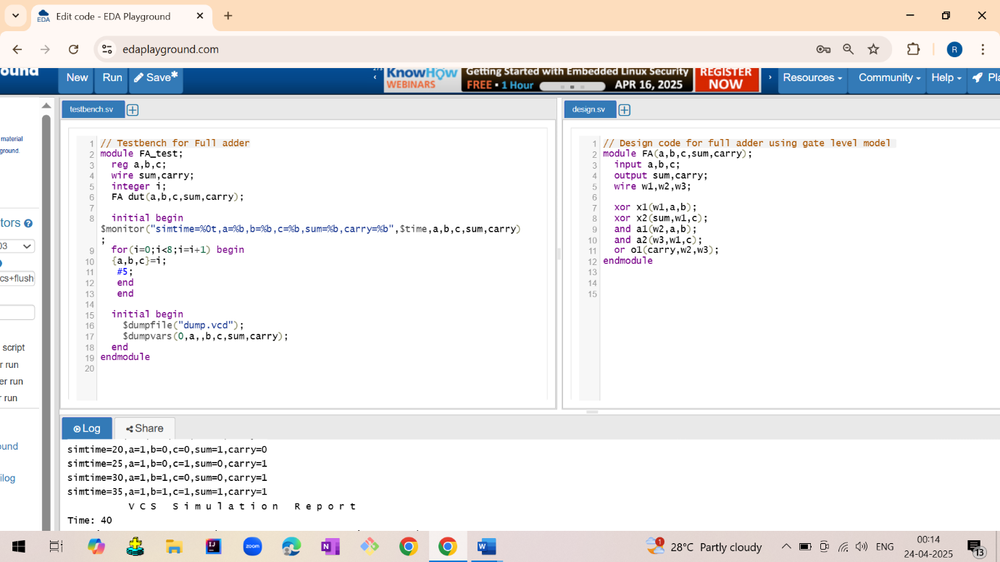 EDA
Edit code - EDA Playground
edaplayground.com
R
New
Run
Save*
KnowHow
WEBINARS
Getting Started with Embedded Linux Security
FREE • 1 Hour
APR 16, 2025
REGISTER
NOW
Resources
Community
Help
material
testbench.sv
1 // Testbench for Full adder
2 module FA_test;
3 reg a,b,c;
4 wire sum,carry;
5 integer i;
6 FA dut(a,b,c,sum,carry);
7
8 initial begin
$monitor("simtime=%0t,a=%b,b=%b,c=%b,sum=%b,carry=%b",$time,a,b,c,sum,carry)
;
9 for(i=0;i<8;i=i+1) begin
10 {a,b,c}=i;
11 #5;
12 end
13 end
14
15 initial begin
16 $dumpfile("dump.vcd");
17 $dumpvars(0,a,,b,c,sum,carry);
18 end
19 endmodule
20
design.sv
1 // Design code for full adder using gate level model
2 module FA(a,b,c,sum,carry);
3 input a,b,c;
4 output sum,carry;
5 wire w1,w2,w3;
6
7 xor x1(w1,a,b);
8 xor x2(sum,w1,c);
9 and a1(w2,a,b);
10 and a2(w3,w1,c);
11 or o1(carry,w2,w3);
12 endmodule
13
14
15
script
run
run
run
Log
Share
simtime=20,a=1,b=0,c=0,sum=1,carry=0
simtime=25,a=1,b=0,c=1,sum=0,carry=1
simtime=30,a=1,b=1,c=0,sum=0,carry=1
simtime=35,a=1,b=1,c=1,sum=1,carry=1
V C S S i m u l a t i o n R e p o r t
Time: 40
zoom
28°C Partly cloudy
ENG
00:14
24-04-2025
13